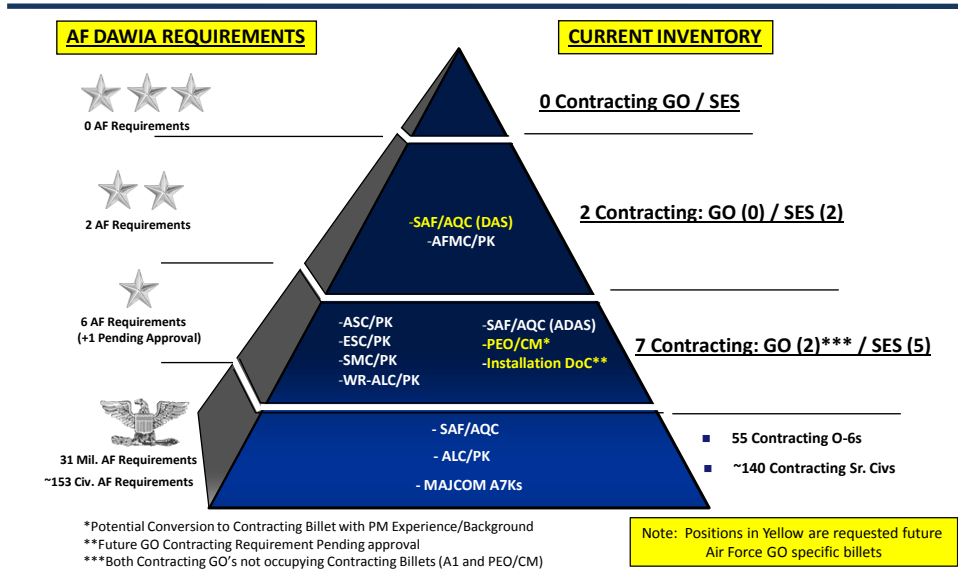 AF DAWIA REQUIREMENTS
CURRENT INVENTORY
0 AF Requirements
0 Contracting GO / SES
2 AF Requirements
-SAF/AQC (DAS)
-AFMC/PK
2 Contracting: GO (0) / SES (2)
6 AF Requirements
(+1 Pending Approval)
-ASC/PK
-ESC/PK
-SMC/PK
-WR-ALC/PK
-SAF/AQC (ADAS)
-PEO/CM*
-Installation DoC**
7 Contracting: GO (2)*** / SES (5)
31 Mil. AF Requirements
~153 Civ. AF Requirements
- SAF/AQC
- ALC/PK
- MAJCOM A7Ks
▪ 55 Contracting O-6s
▪ ~140 Contracting Sr. Civs
*Potential Conversion to Contracting Billet with PM Experience/Background
**Future GO Contracting Requirement Pending approval
***Both Contracting GO's not occupying Contracting Billets (A1 and PEO/CM)
Note: Positions in Yellow are requested future
Air Force GO specific billets